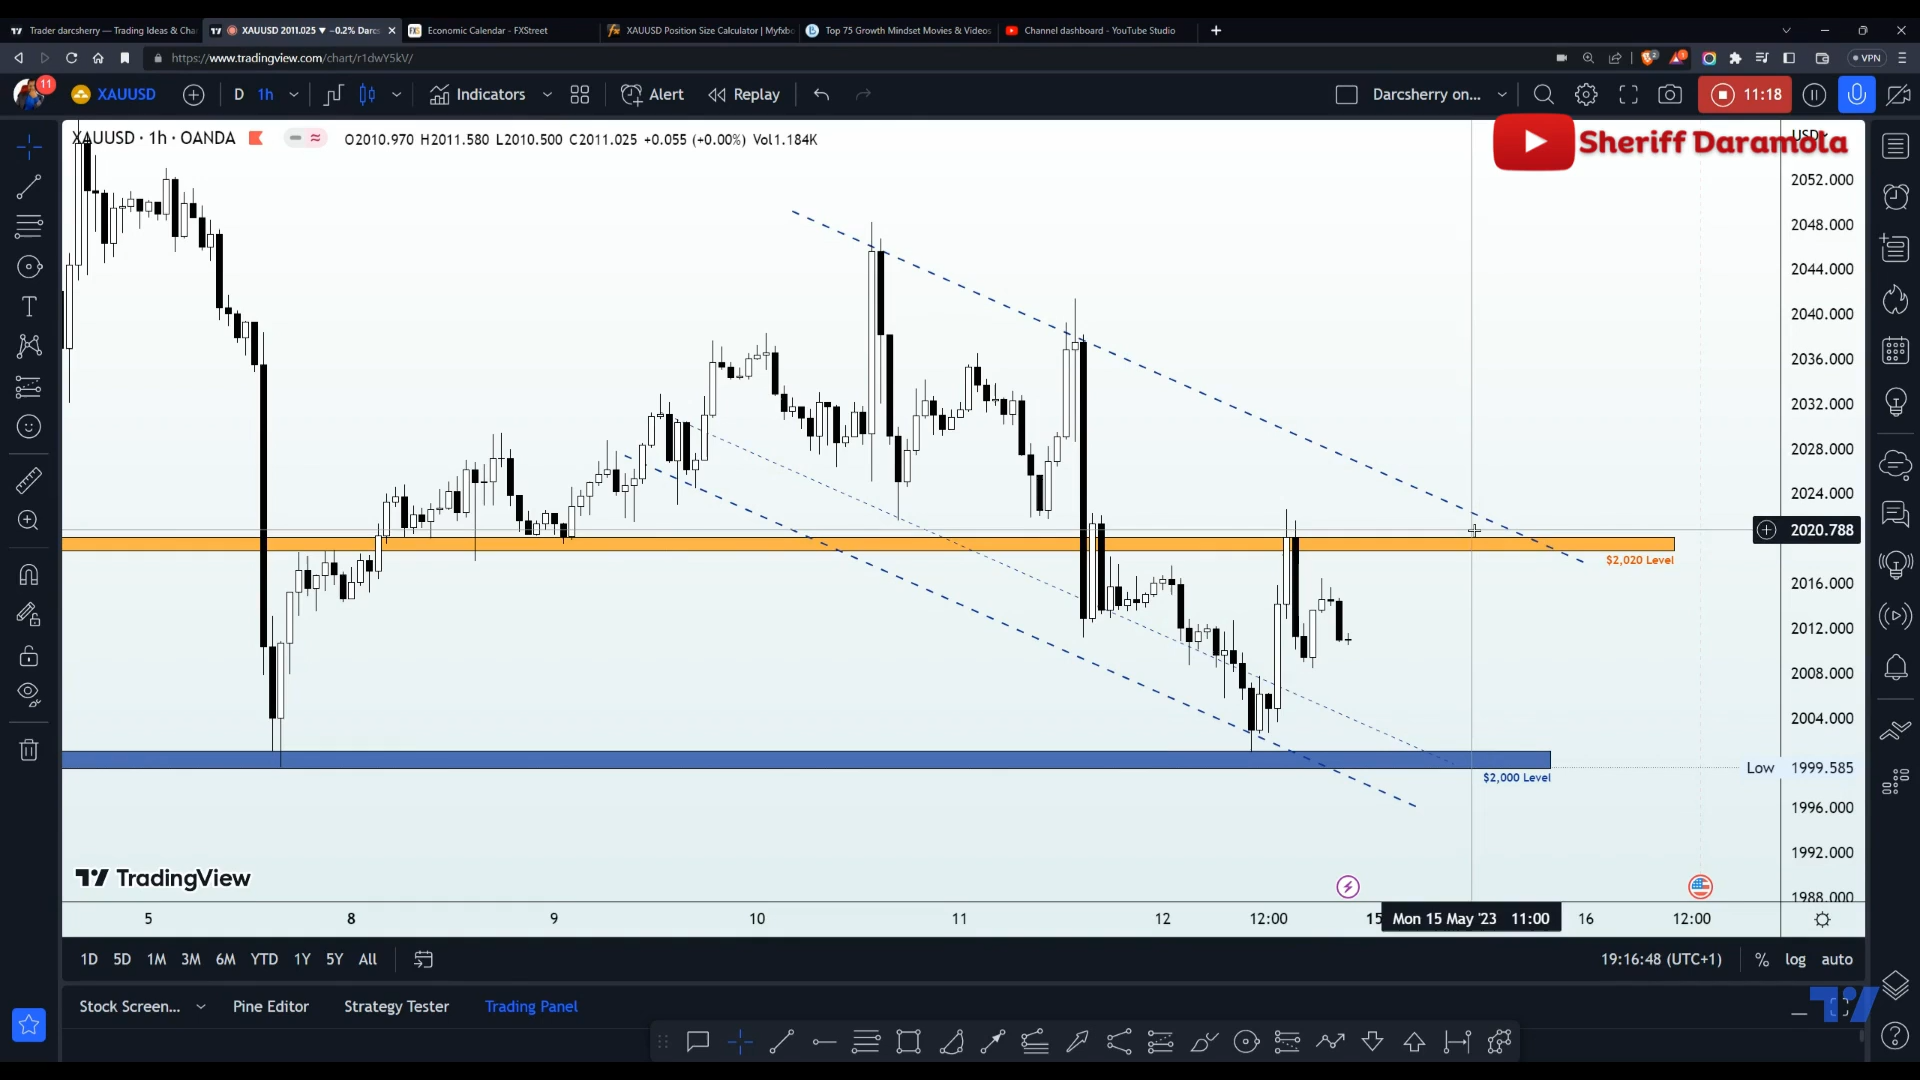 Trader darcsherry — Trading Ideas & Cha
XAUUSD 2011.025 ▼ −0.2% Darc
Economic Calendar - FXStreet
XAUUSD Position Size Calculator | Myfxbo
Top 75 Growth Mindset Movies & Videos
Channel dashboard - YouTube Studio
https://www.tradingview.com/chart/r1dwY5kV/
VPN
11
XAUUSD
D
1h
Indicators
Alert
Replay
Darcsherry on...
11:18
XAUUSD · 1h · OANDA
O2010.970 H2011.580 L2010.500 C2011.025 +0.055 (+0.00%) Vol1.184K
Sheriff Daramola
USD
2052.000
2048.000
2044.000
2040.000
2036.000
2032.000
2028.000
2024.000
2020.788
$2,020 Level
2016.000
2012.000
2008.000
2004.000
Low 1999.585
$2,000 Level
1996.000
1992.000
1988.000
TradingView
5 8 9 10 11 12 12:00 15 Mon 15 May '23 11:00 16 12:00
1D 5D 1M 3M 6M YTD 1Y 5Y All
19:16:48 (UTC+1) % log auto
Stock Screen... Pine Editor Strategy Tester Trading Panel